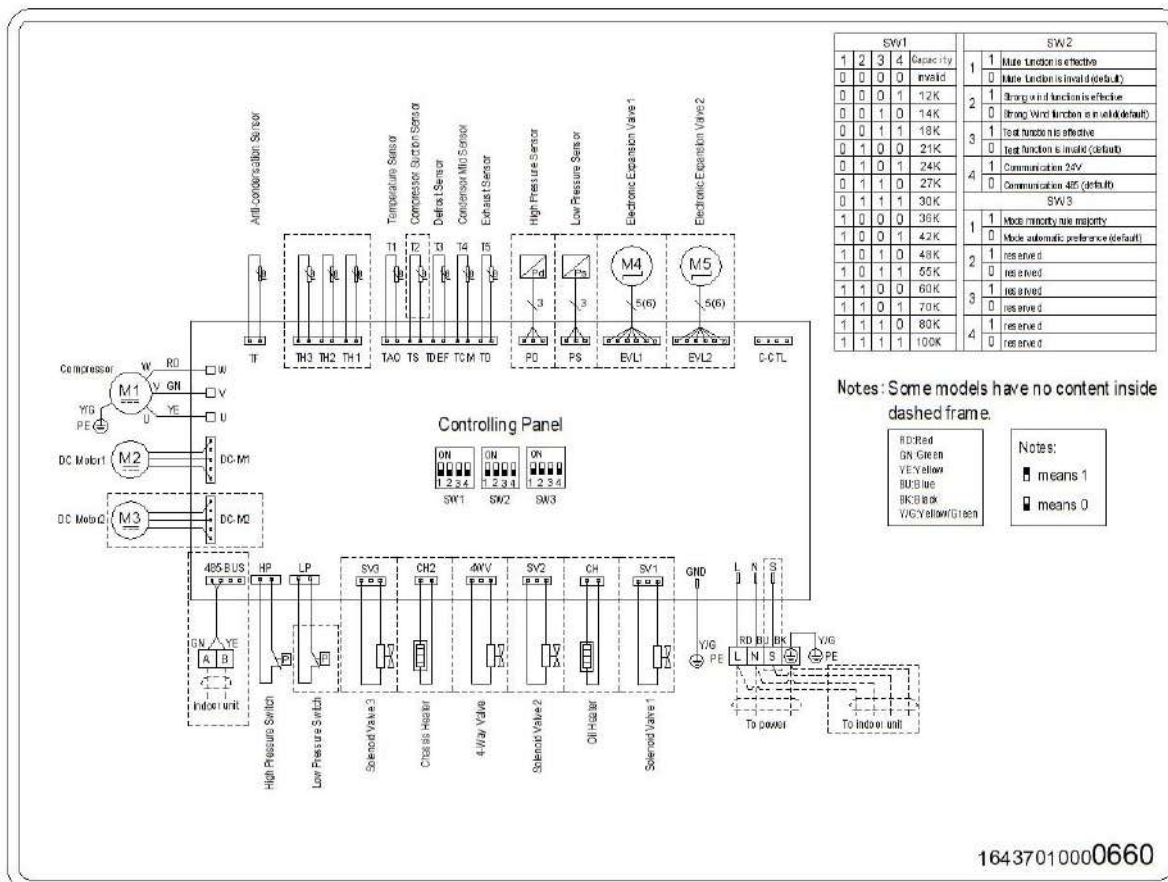 SW1
1 2 3 4 Capacity
0 0 0 0 invalid
0 0 0 1 12K
0 0 1 0 14K
0 0 1 1 18K
0 1 0 0 21K
0 1 0 1 24K
0 1 1 0 27K
0 1 1 1 30K
1 0 0 0 36K
1 0 0 1 42K
1 0 1 0 48K
1 0 1 1 55K
1 1 0 0 60K
1 1 0 1 70K
1 1 1 0 80K
1 1 1 1 100K
SW2
1 1 Mute function is effective
0 Mute function is invalid (default)
2 1 Strong wind function is effective
0 Strong Wind function is invalid(default)
3 1 Test function is effective
0 Test function is invalid (default)
4 1 Communication 24V
0 Communication 485 (default)
SW3
1 1 Mode minority rule majority
0 Mode automatic preference (default)
2 1 reserved
0 reserved
3 1 reserved
0 reserved
4 1 reserved
0 reserved
Anti-condensation Sensor
Temperature Sensor
Compressor Suction Sensor
Defrost Sensor
Condensor Mid Sensor
Exhaust Sensor
High Pressure Sensor
Low Pressure Sensor
Electronic Expansion Valve 1
Electronic Expansion Valve 2
T1 T2 T3 T4 T5
Pd Ps M4 M5
3 3 5(6) 5(6)
TF TH3 TH2 TH1 TAO TS TDEF TCM TD PD PS EVL1 EVL2 C-CTL
Compressor
M1
W RD W
V GN V
U YE U
Y/G
PE
DC Motor1 M2 DC-M1
DC Motor2 M3 DC-M2
Controlling Panel
ON ON ON
1 2 3 4 1 2 3 4 1 2 3 4
SW1 SW2 SW3
Notes: Some models have no content inside
dashed frame.
RD:Red
GN:Green
YE:Yellow
BU:Blue
BK:Black
Y/G:Yellow/Green
Notes:
means 1
means 0
485 BUS HP LP SV3 CH2 4WV SV2 CH SV1 GND L N S
GN YE
A B
indoor unit
P P
Y/G
PE
RD BU BK Y/G
L N S PE
To power To indoor unit
High Pressure Switch
Low Pressure Switch
Solenoid Valve 3
Chassis Heater
4-Way Valve
Solenoid Valve 2
Oil Heater
Solenoid Valve 1
16437010000660